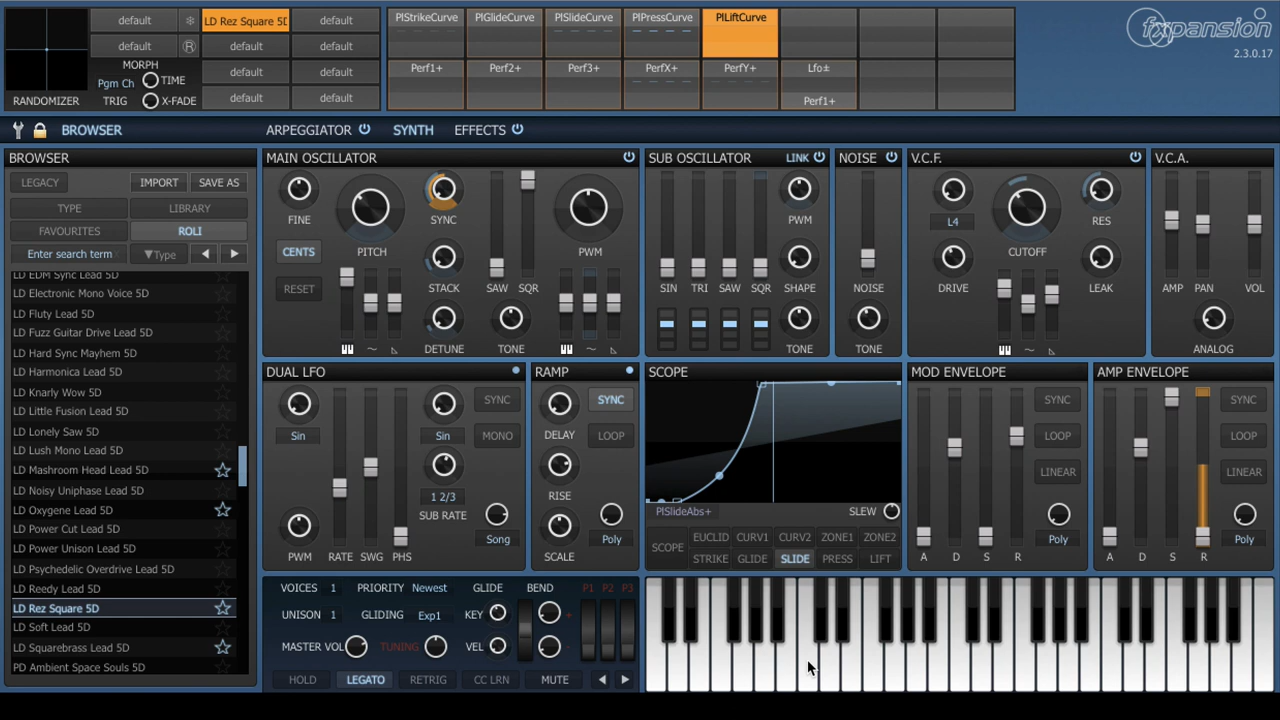 default ❄ LD Rez Square 5D default
default Ⓡ default default
MORPH
Pgm Ch TIME default default
RANDOMIZER TRIG X-FADE default default
PlStrikeCurve PlGlideCurve PlSlideCurve PlPressCurve PlLiftCurve
Perf1+ Perf2+ Perf3+ PerfX+ PerfY+ Lfo±
Perf1+
fxpansion
2.3.0.17
BROWSER ARPEGGIATOR SYNTH EFFECTS
BROWSER
LEGACY IMPORT SAVE AS
TYPE LIBRARY
FAVOURITES ROLI
Enter search term ▼Type
LD EDM Sync Lead 5D
LD Electronic Mono Voice 5D
LD Fluty Lead 5D
LD Fuzz Guitar Drive Lead 5D
LD Hard Sync Mayhem 5D
LD Harmonica Lead 5D
LD Knarly Wow 5D
LD Little Fusion Lead 5D
LD Lonely Saw 5D
LD Lush Mono Lead 5D
LD Mashroom Head Lead 5D
LD Noisy Uniphase Lead 5D
LD Oxygene Lead 5D
LD Power Cut Lead 5D
LD Power Unison Lead 5D
LD Psychedelic Overdrive Lead 5D
LD Reedy Lead 5D
LD Rez Square 5D
LD Soft Lead 5D
LD Squarebrass Lead 5D
PD Ambient Space Souls 5D
MAIN OSCILLATOR
FINE PITCH SYNC PWM
CENTS
RESET STACK SAW SQR
DETUNE TONE
SUB OSCILLATOR LINK
PWM
SIN TRI SAW SQR SHAPE
TONE
NOISE
NOISE
TONE
V.C.F.
L4 CUTOFF RES
DRIVE LEAK
V.C.A.
AMP PAN VOL
ANALOG
DUAL LFO
Sin Sin SYNC
MONO
1 2/3
SUB RATE
Song
PWM RATE SWG PHS
RAMP
DELAY SYNC
LOOP
RISE
Poly
SCALE
SCOPE
PlSlideAbs+ SLEW
SCOPE EUCLID CURV1 CURV2 ZONE1 ZONE2
STRIKE GLIDE SLIDE PRESS LIFT
MOD ENVELOPE
SYNC
LOOP
LINEAR
Poly
A D S R
AMP ENVELOPE
SYNC
LOOP
LINEAR
Poly
A D S R
VOICES 1 PRIORITY Newest GLIDE BEND P1 P2 P3
UNISON 1 GLIDING Exp1 KEY +
MASTER VOL TUNING VEL -
HOLD LEGATO RETRIG CC LRN MUTE